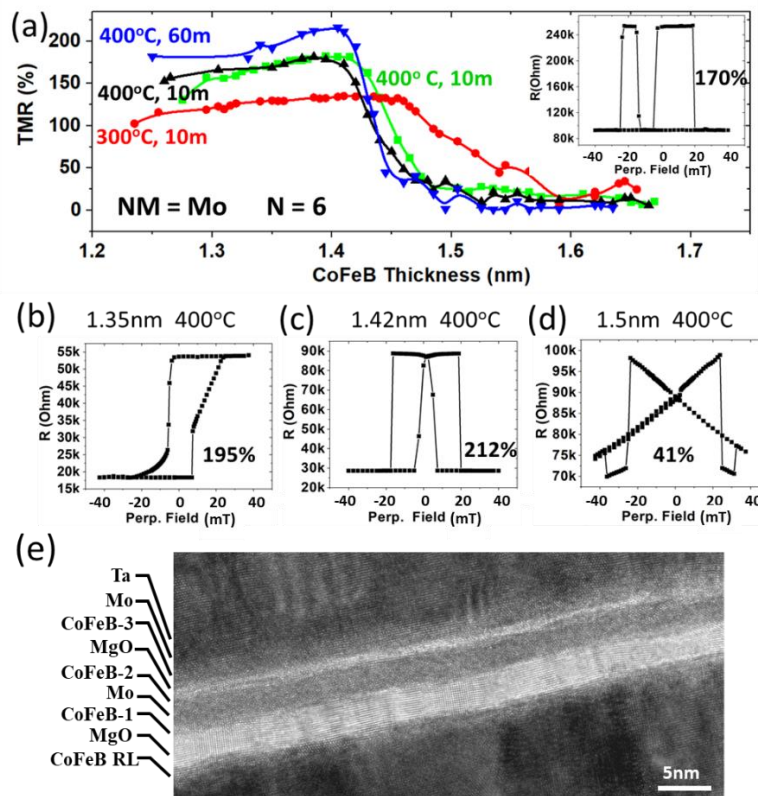 (a)
TMR (%)
200
150
100
50
0
400°C, 60m
400° C, 10m
400°C, 10m
300°C, 10m
NM = Mo N = 6
1.2 1.3 1.4 1.5 1.6 1.7
CoFeB Thickness (nm)
R(Ohm)
240k
210k
180k
150k
120k
90k
170%
-40 -20 0 20 40
Perp. Field (mT)
(b) 1.35nm 400°C
R (Ohm)
55k
50k
45k
40k
35k
30k
25k
20k
15k
195%
-40 -20 0 20 40
Perp. Field (mT)
(c) 1.42nm 400°C
R (Ohm)
90k
80k
70k
60k
50k
40k
30k
20k
212%
-40 -20 0 20 40
Perp. Field (mT)
(d) 1.5nm 400°C
R (Ohm)
100k
95k
90k
85k
80k
75k
70k
41%
-40 -20 0 20 40
Perp. Field (mT)
(e)
Ta
Mo
CoFeB-3
MgO
CoFeB-2
Mo
CoFeB-1
MgO
CoFeB RL
5nm